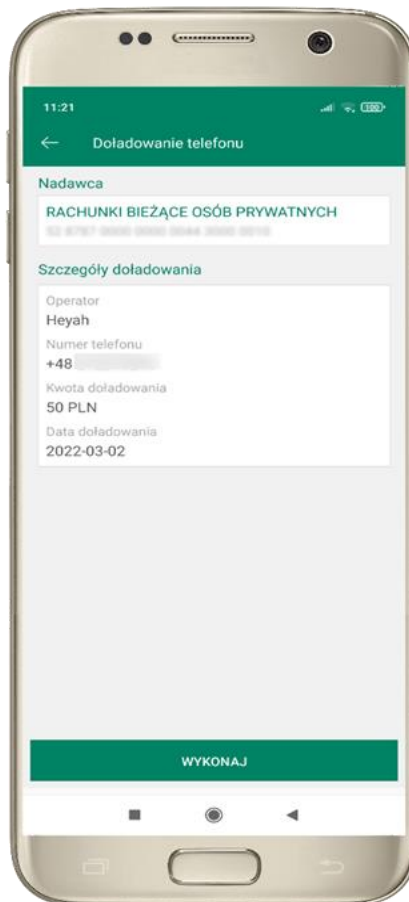 11:21
100
Doładowanie telefonu
Nadawca
RACHUNKI BIEŻĄCE OSÓB PRYWATNYCH
Szczegóły doładowania
Operator
Heyah
Numer telefonu
+48
Kwota doładowania
50 PLN
Data doładowania
2022-03-02
WYKONAJ